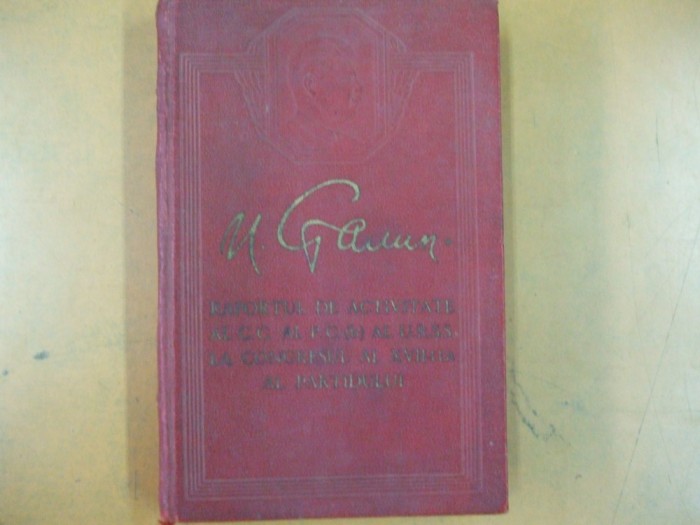 И. Сталин
RAPORTUL DE ACTIVITATE
AL C.C. AL P.C.(b) AL U.R.S.S.
LA CONGRESUL AL XVIII-lea
AL PARTIDULUI